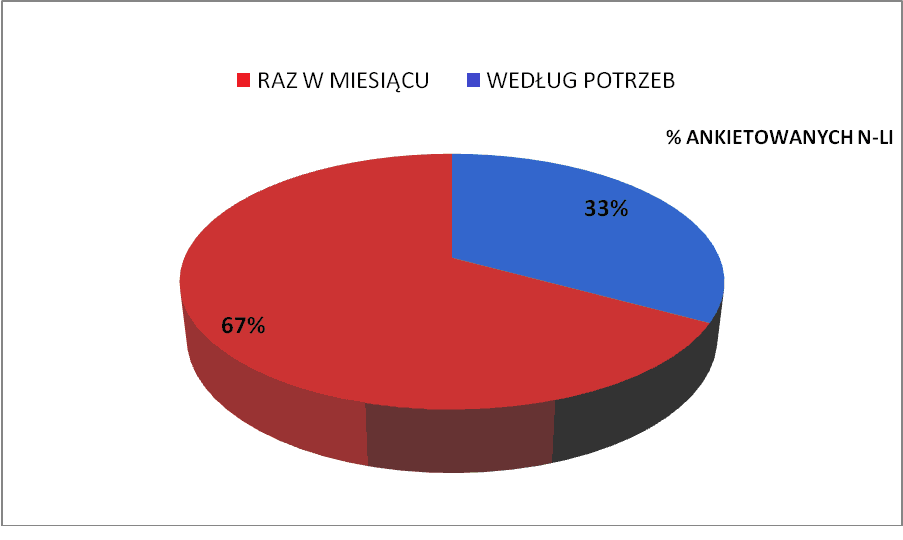 RAZ W MIESIĄCU WEDŁUG POTRZEB
% ANKIETOWANYCH N-LI
33%
67%